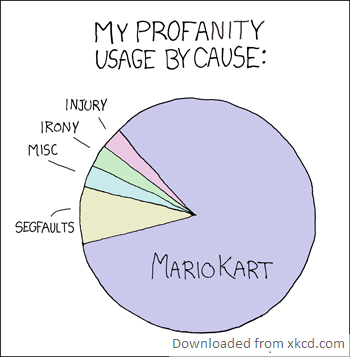 MY PROFANITY
USAGE BY CAUSE:
INJURY
IRONY
MISC
SEGFAULTS
MARIOKART
Downloaded from xkcd.com